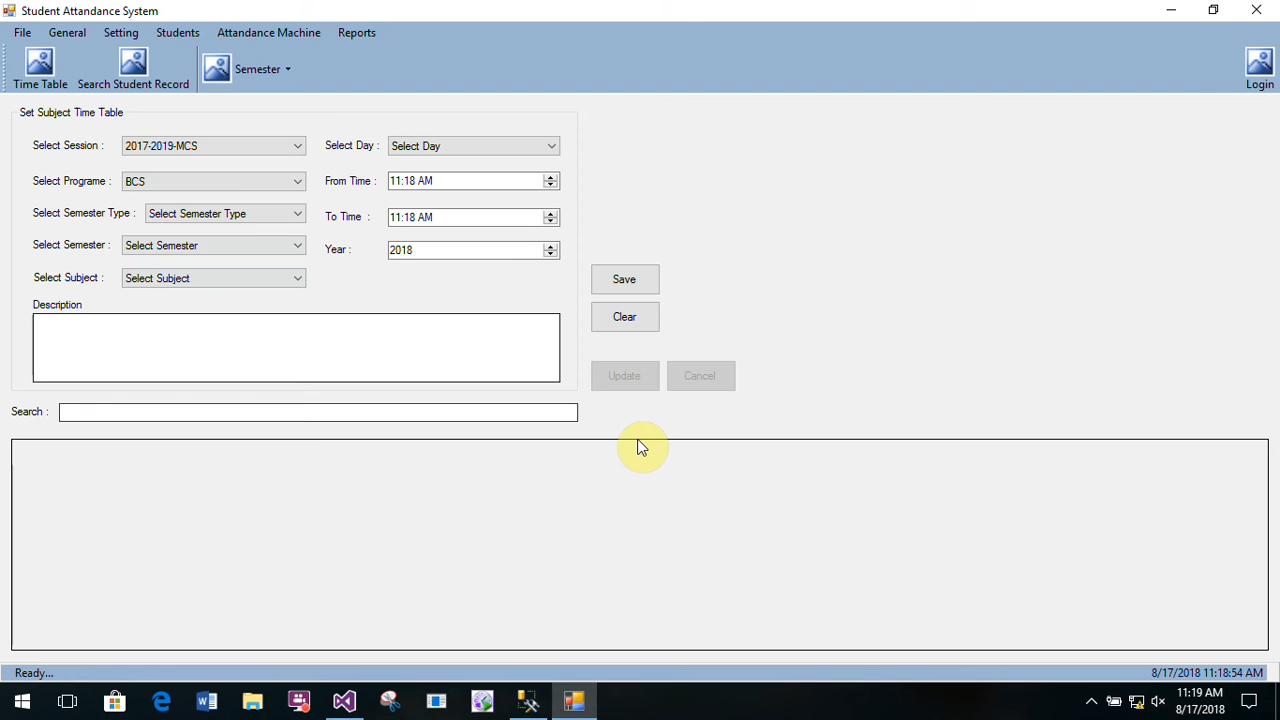 Student Attandance System
File General Setting Students Attandance Machine Reports
Time Table Search Student Record Semester Login
Set Subject Time Table
Select Session : 2017-2019-MCS Select Day : Select Day
Select Programe : BCS From Time : 11:18 AM
Select Semester Type : Select Semester Type To Time : 11:18 AM
Select Semester : Select Semester Year : 2018
Select Subject : Select Subject Save
Description
Clear
Update Cancel
Search :
Ready... 8/17/2018 11:18:54 AM
11:19 AM
8/17/2018